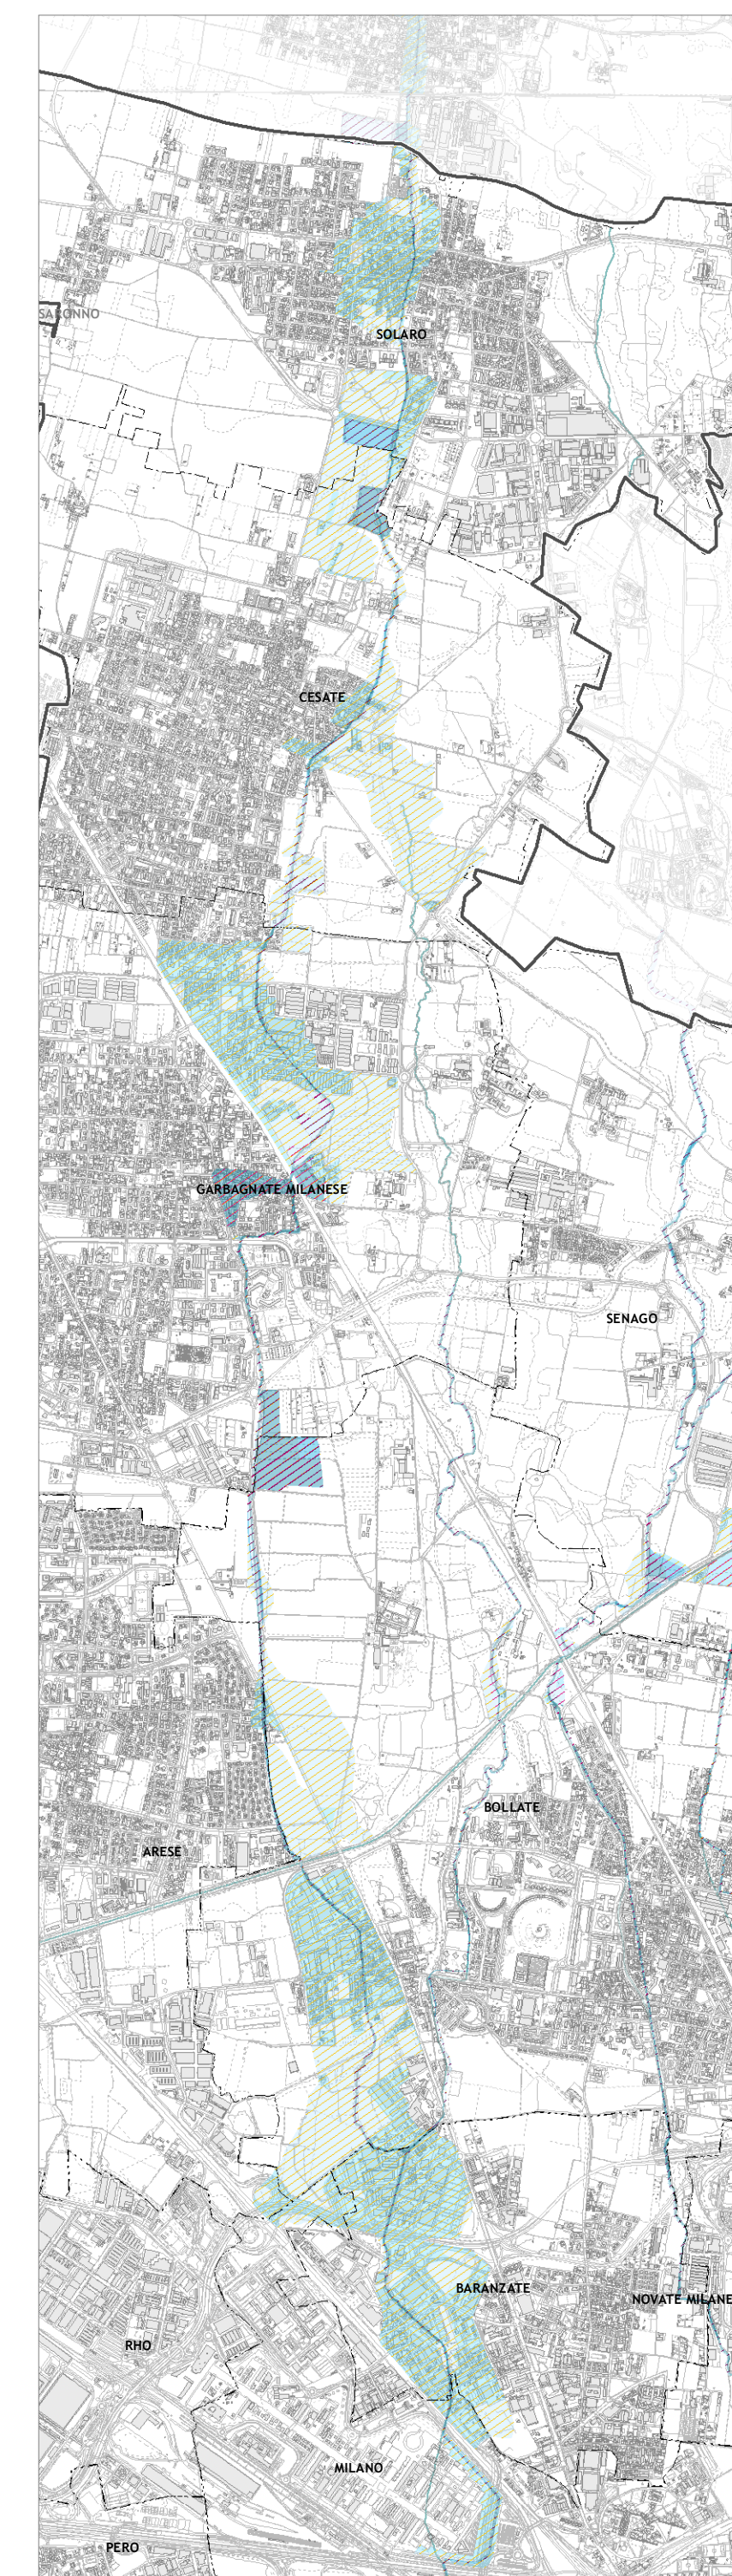 SARONNO
SOLARO
CESATE
GARBAGNATE MILANESE
SENAGO
BOLLATE
ARESE
BARANZATE
NOVATE MILANE
RHO
MILANO
PERO